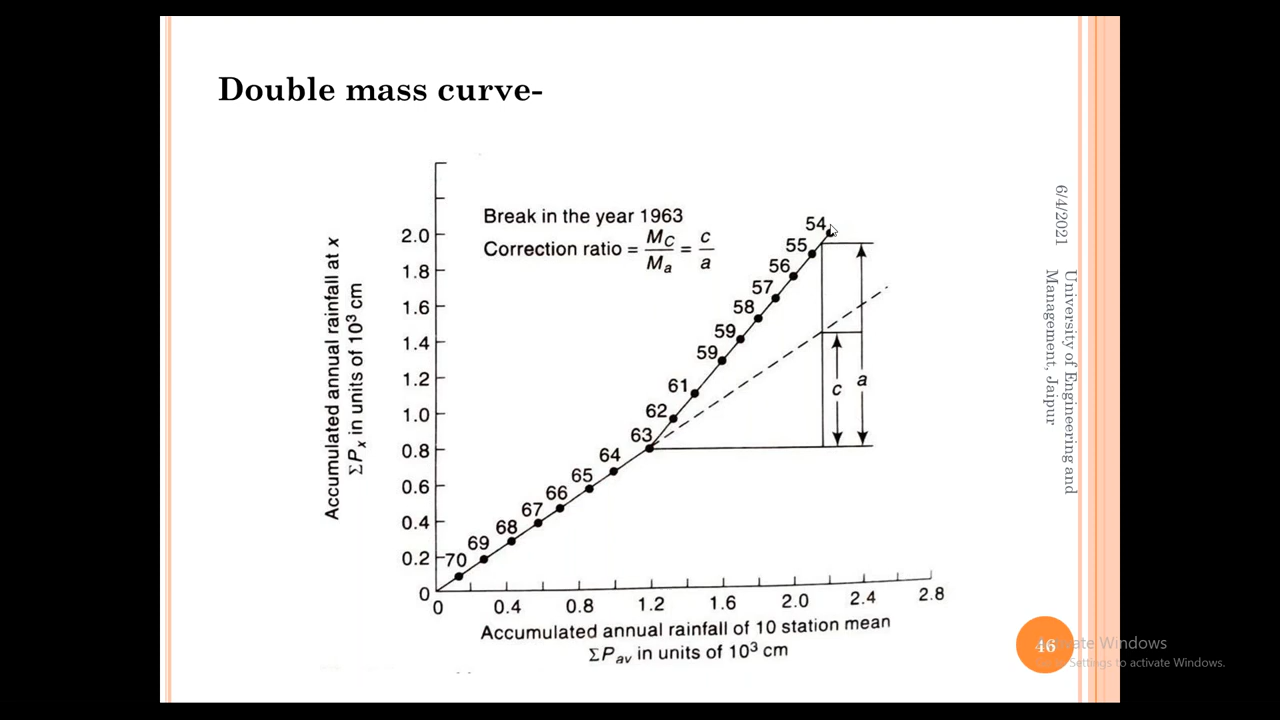 Double mass curve-
Break in the year 1963
Correction ratio = M_C/M_a = c/a
Accumulated annual rainfall at x
ΣP_x in units of 10³ cm
2.0
1.8
1.6
1.4
1.2
1.0
0.8
0.6
0.4
0.2
0
54
55
56
57
58
59
59
61
62
63
64
65
66
67
68
69
70
c
a
0
0.4
0.8
1.2
1.6
2.0
2.4
2.8
Accumulated annual rainfall of 10 station mean
ΣP_av in units of 10³ cm
6/4/2021
University of Engineering and
Management, Jaipur
46
Windows
Settings to activate Windows.